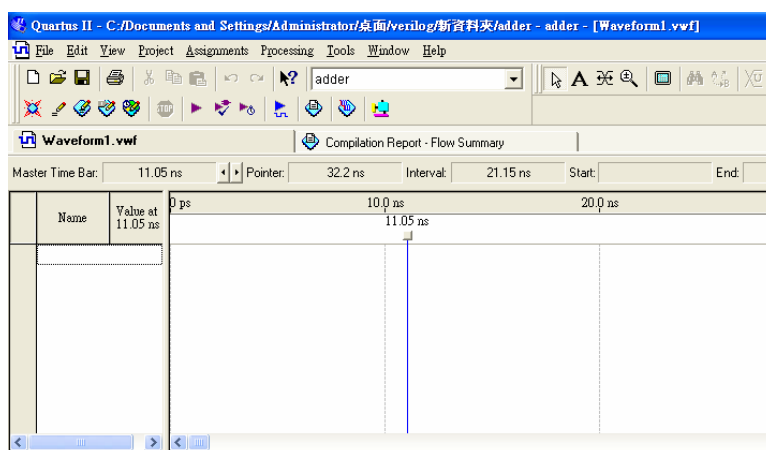 Quartus II - C:/Documents and Settings/Administrator/桌面/verilog/新資料夾/adder - adder - [Waveform1.vwf]
File Edit View Project Assignments Processing Tools Window Help
adder
Waveform1.vwf Compilation Report - Flow Summary
Master Time Bar: 11.05 ns Pointer: 32.2 ns Interval: 21.15 ns Start: End:
Name Value at 11.05 ns
0 ps 10.0 ns 20.0 ns
11.05 ns